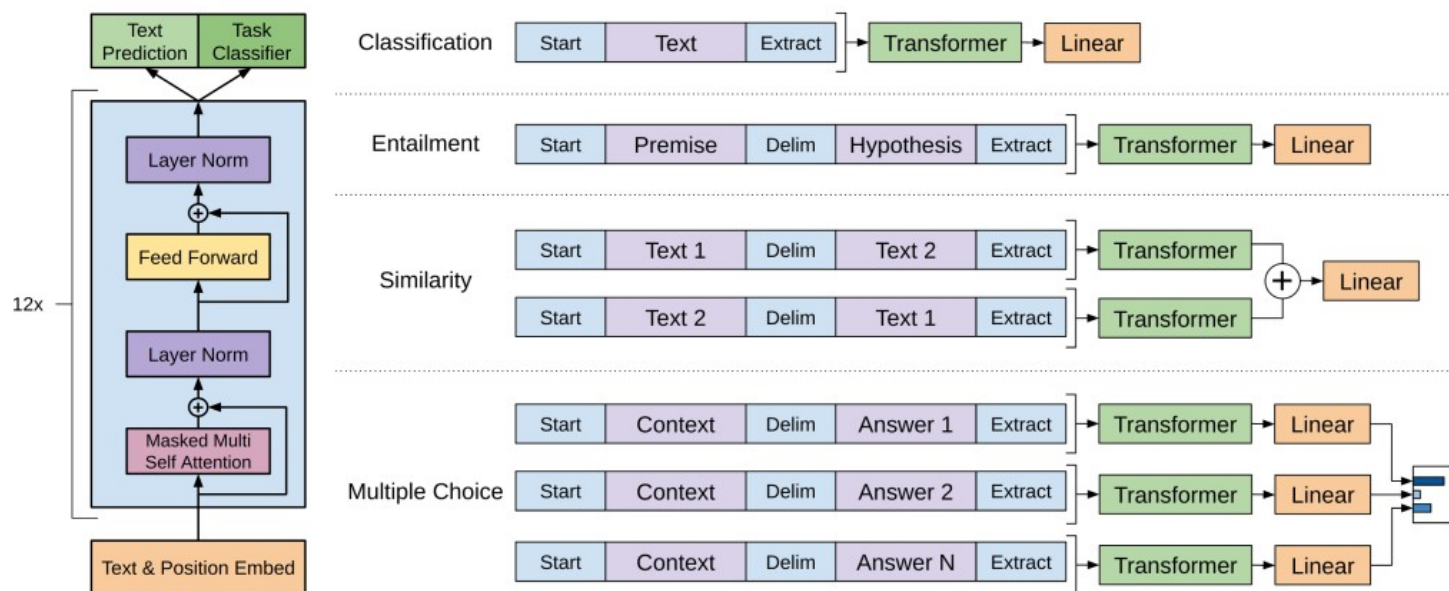 Text
Prediction
Task
Classifier
12x
Layer Norm
Feed Forward
Layer Norm
Masked Multi
Self Attention
Text & Position Embed
Classification
Start Text Extract Transformer Linear
Entailment
Start Premise Delim Hypothesis Extract Transformer Linear
Similarity
Start Text 1 Delim Text 2 Extract Transformer
Start Text 2 Delim Text 1 Extract Transformer
Linear
Multiple Choice
Start Context Delim Answer 1 Extract Transformer Linear
Start Context Delim Answer 2 Extract Transformer Linear
Start Context Delim Answer N Extract Transformer Linear